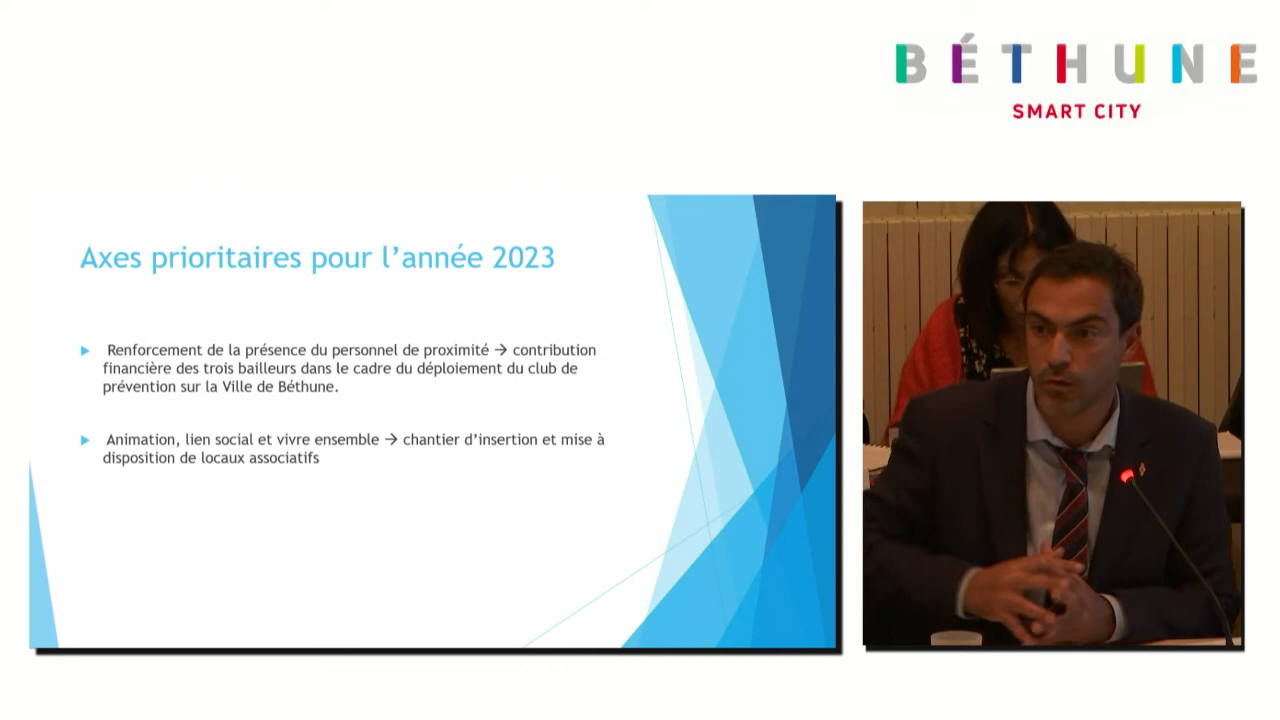 BÉTHUNE
SMART CITY
Axes prioritaires pour l’année 2023
Renforcement de la présence du personnel de proximité → contribution
financière des trois bailleurs dans le cadre du déploiement du club de
prévention sur la Ville de Béthune.
Animation, lien social et vivre ensemble → chantier d’insertion et mise à
disposition de locaux associatifs